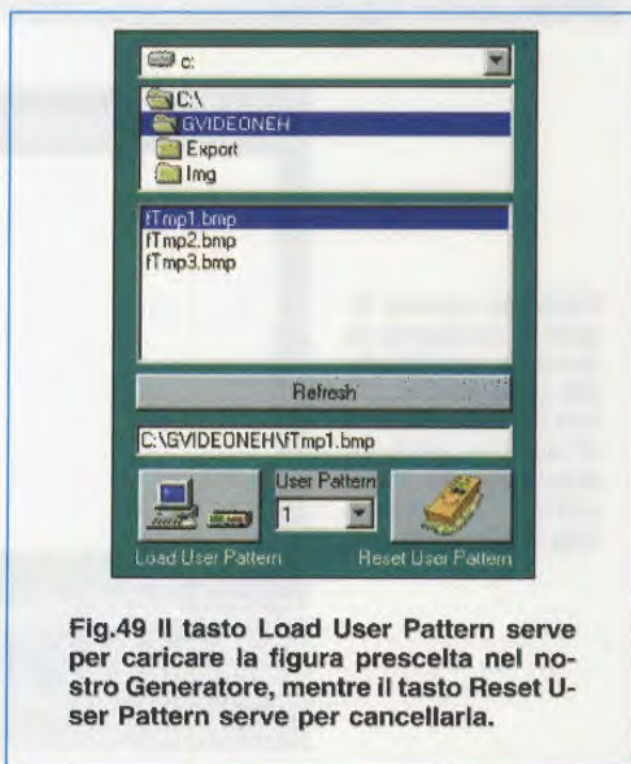 c:
C:\
GVIDEONEH
Export
Img
fTmp1.bmp
fTmp2.bmp
fTmp3.bmp
Refresh
C:\GVIDEONEH\fTmp1.bmp
User Pattern
1
Load User Pattern
Reset User Pattern
Fig.49 Il tasto Load User Pattern serve
per caricare la figura prescelta nel no-
stro Generatore, mentre il tasto Reset U-
ser Pattern serve per cancellarla.